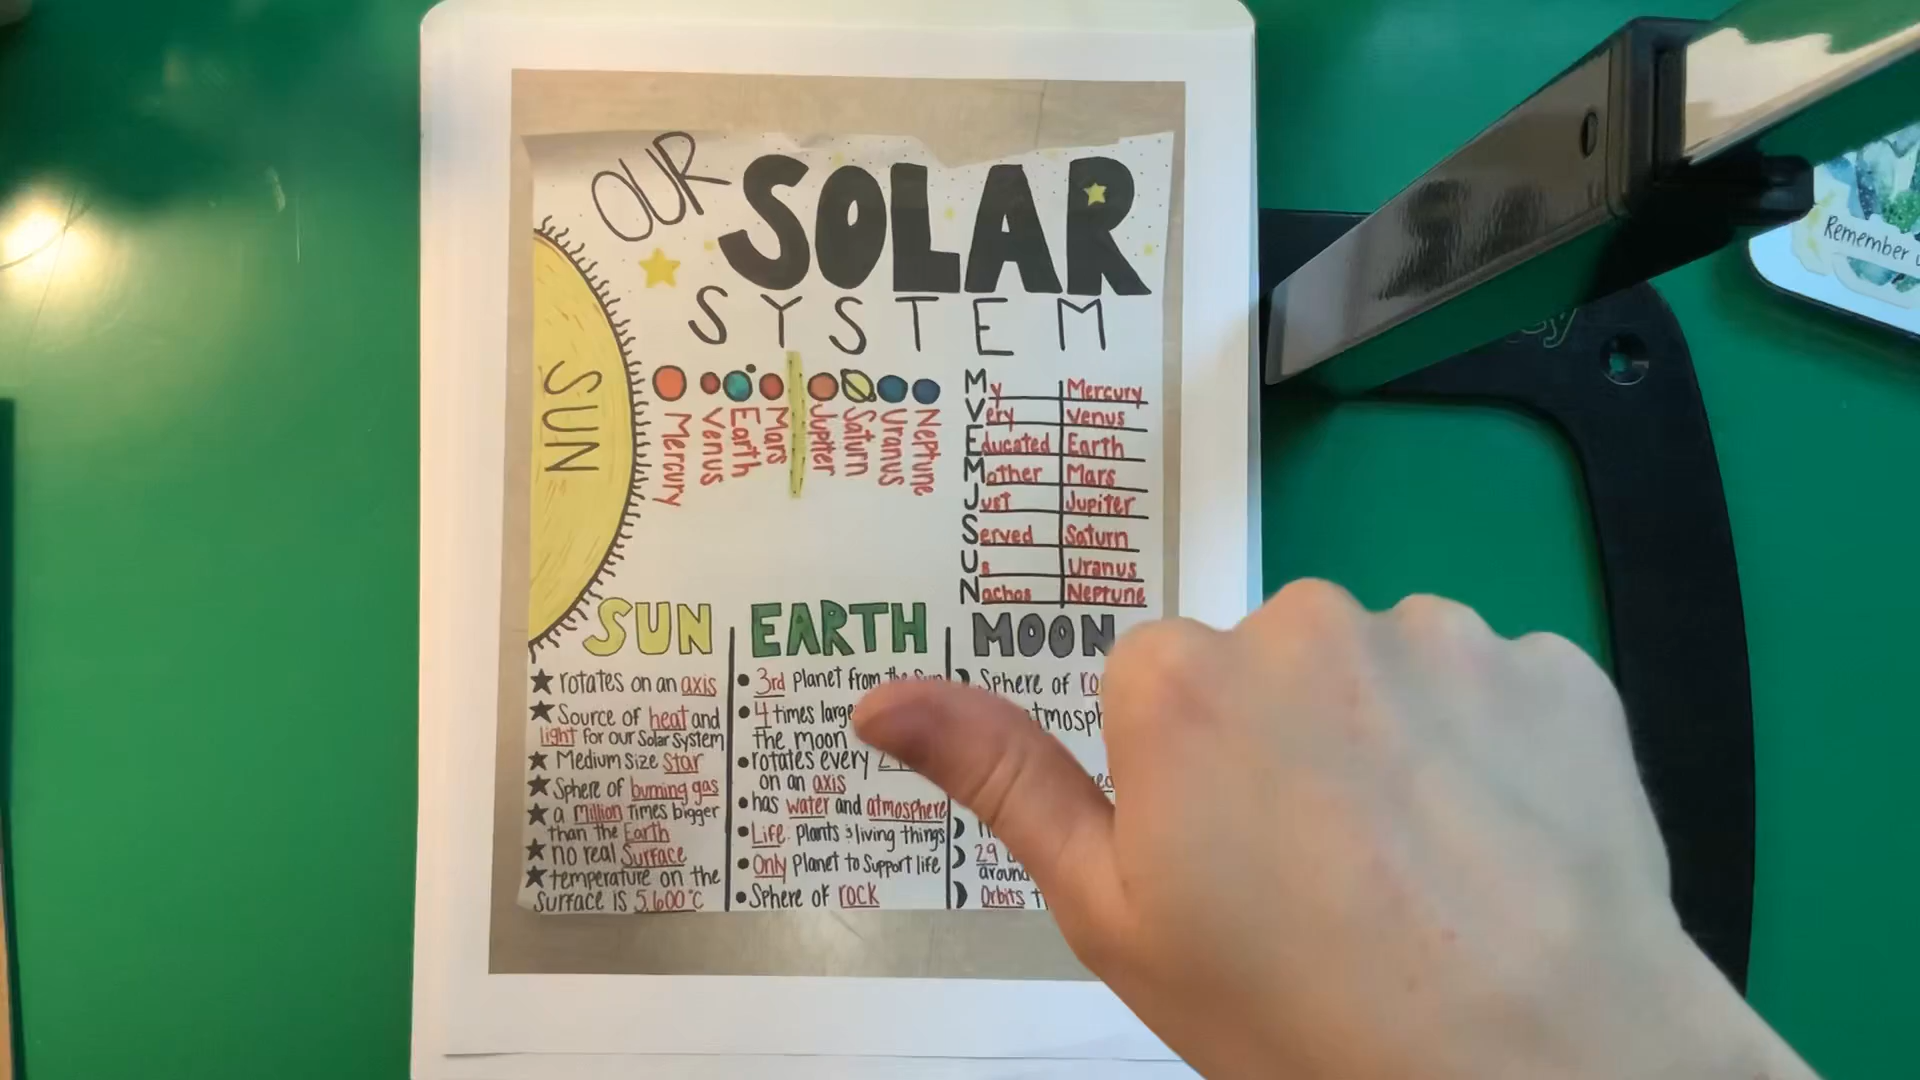 OUR
SOLAR
SYSTEM
SUN
Mercury
Venus
Earth
Mars
Jupiter
Saturn
Uranus
Neptune
My Mercury
Very Venus
Educated Earth
Mother Mars
Just Jupiter
Served Saturn
Us Uranus
Nachos Neptune
SUN
★ rotates on an axis
★ Source of heat and
light for our Solar System
★ Medium Size Star
★ Sphere of burning gas
★ a Million Times bigger
than the Earth
★ no real Surface
★ temperature on the
Surface is 5,600°C
EARTH
• 3rd planet from the Sun
• 4 times large
the moon
• rotates every
on an axis
• has water and atmosphere
• Life: plants & living things
• Only Planet to Support life
• Sphere of rock
MOON
Sphere of
29
around
Orbits
Remember